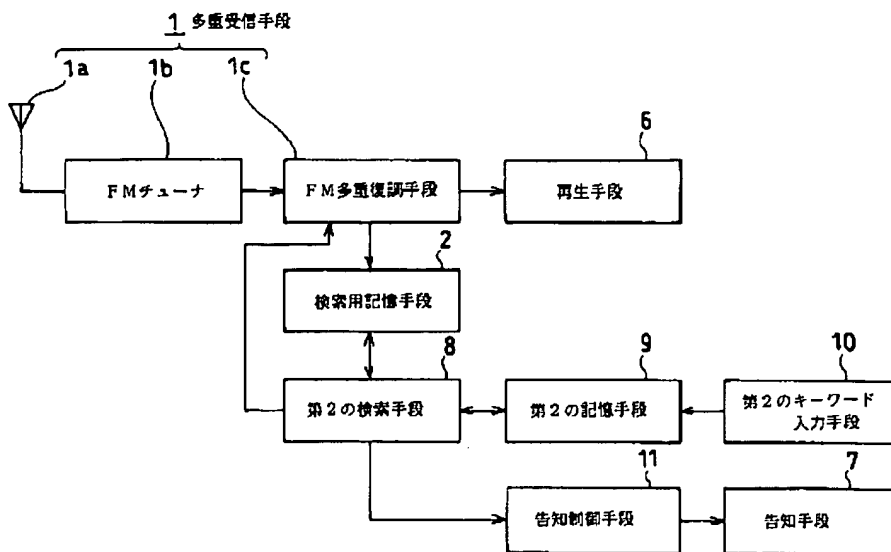 1 多重受信手段
1a
1b
1c
6
FMチューナ
FM多重復調手段
再生手段
2
検索用記憶手段
8
9
10
第2の検索手段
第2の記憶手段
第2のキーワード
入力手段
11
7
告知制御手段
告知手段